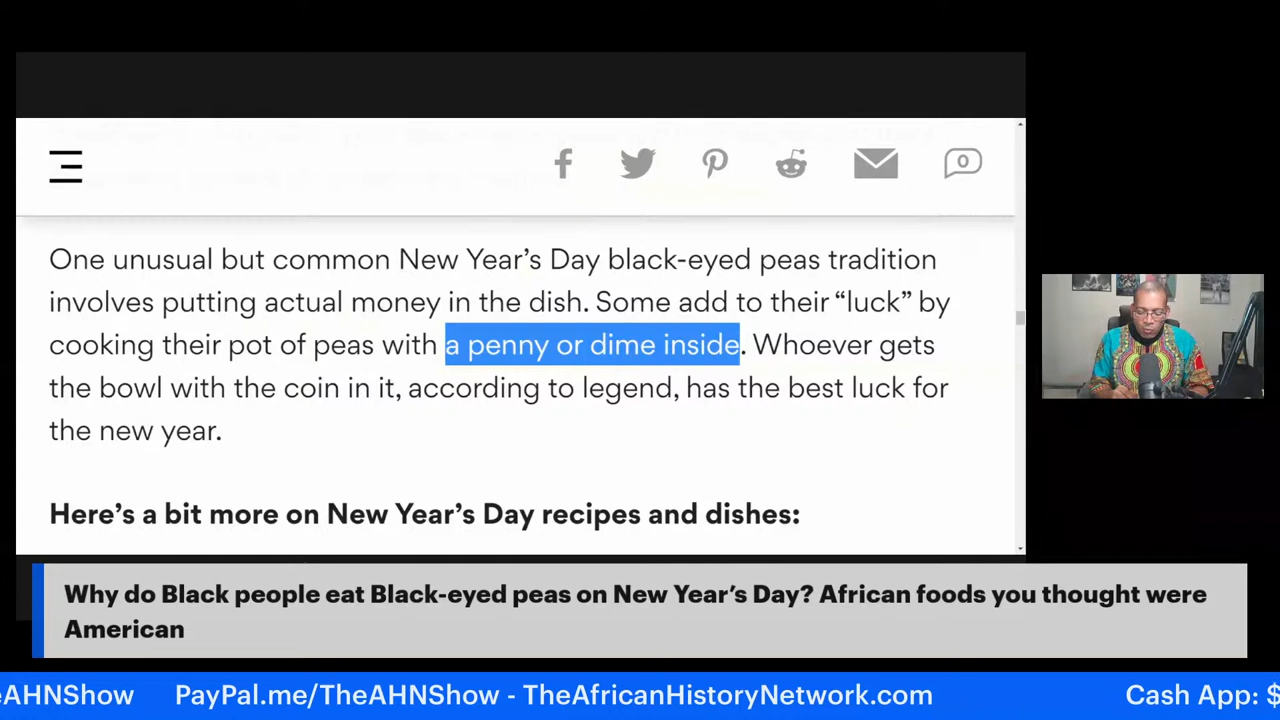 0
One unusual but common New Year’s Day black-eyed peas tradition
involves putting actual money in the dish. Some add to their “luck” by
cooking their pot of peas with a penny or dime inside. Whoever gets
the bowl with the coin in it, according to legend, has the best luck for
the new year.
Here’s a bit more on New Year’s Day recipes and dishes:
Why do Black people eat Black-eyed peas on New Year’s Day? African foods you thought were
American
eAHNShow PayPal.me/TheAHNShow - TheAfricanHistoryNetwork.com Cash App: $